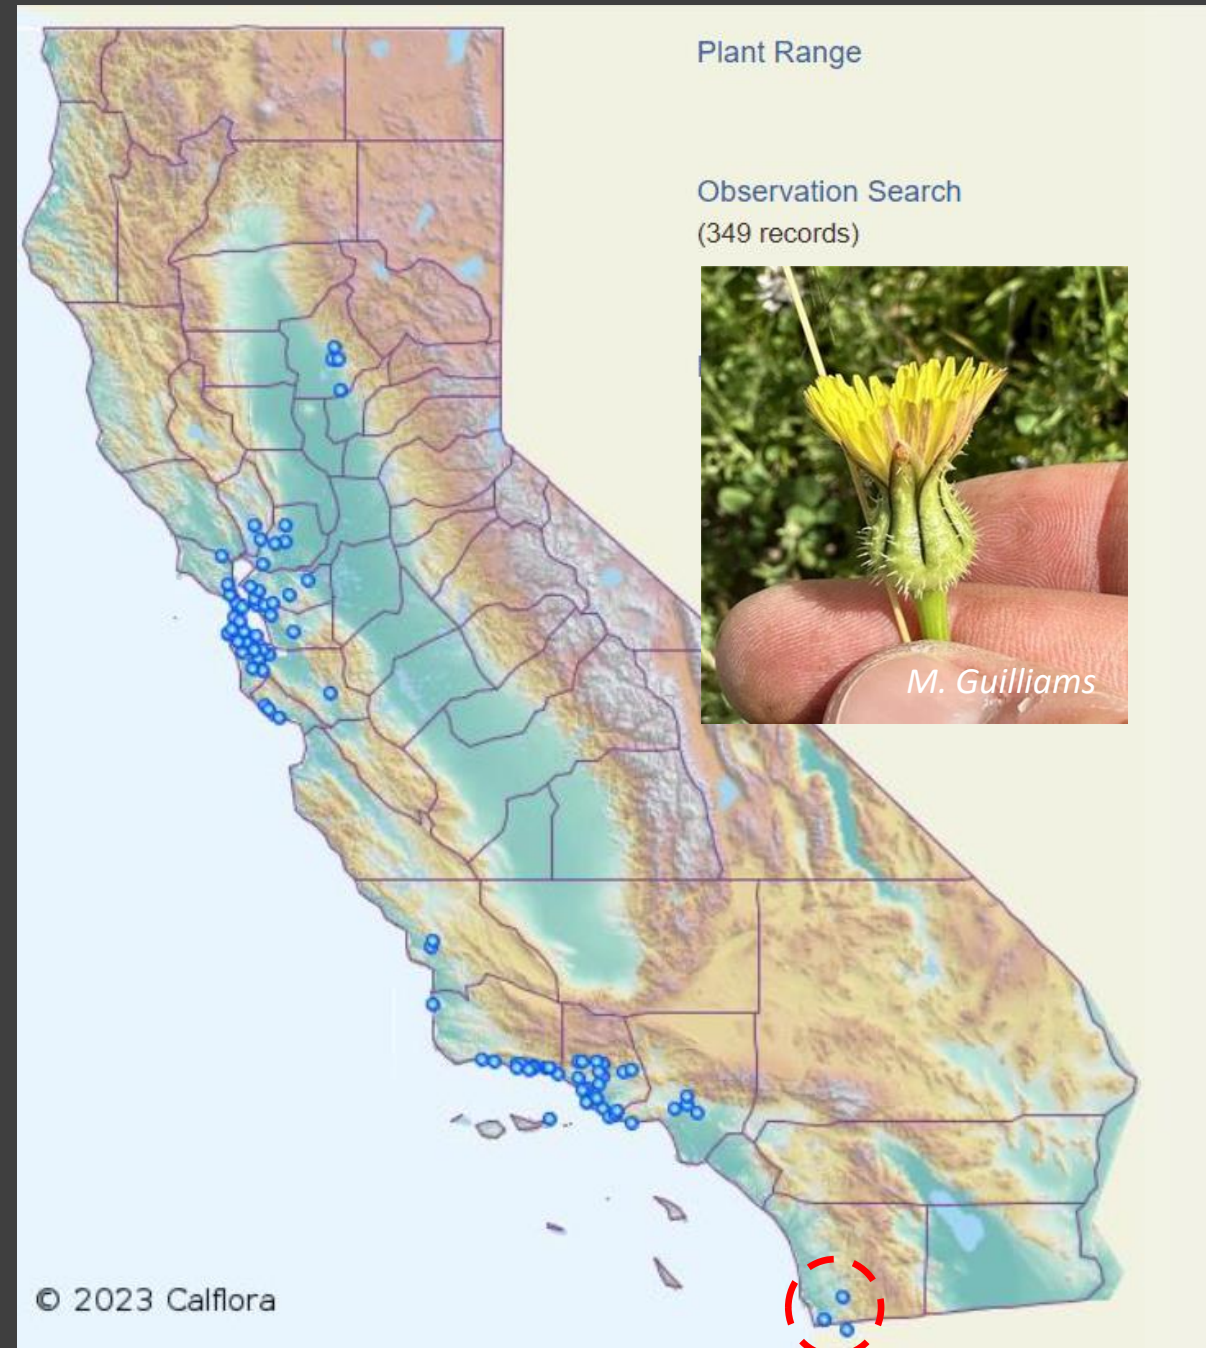 Plant Range
Observation Search
(349 records)
M. Guilliams
© 2023 Calflora